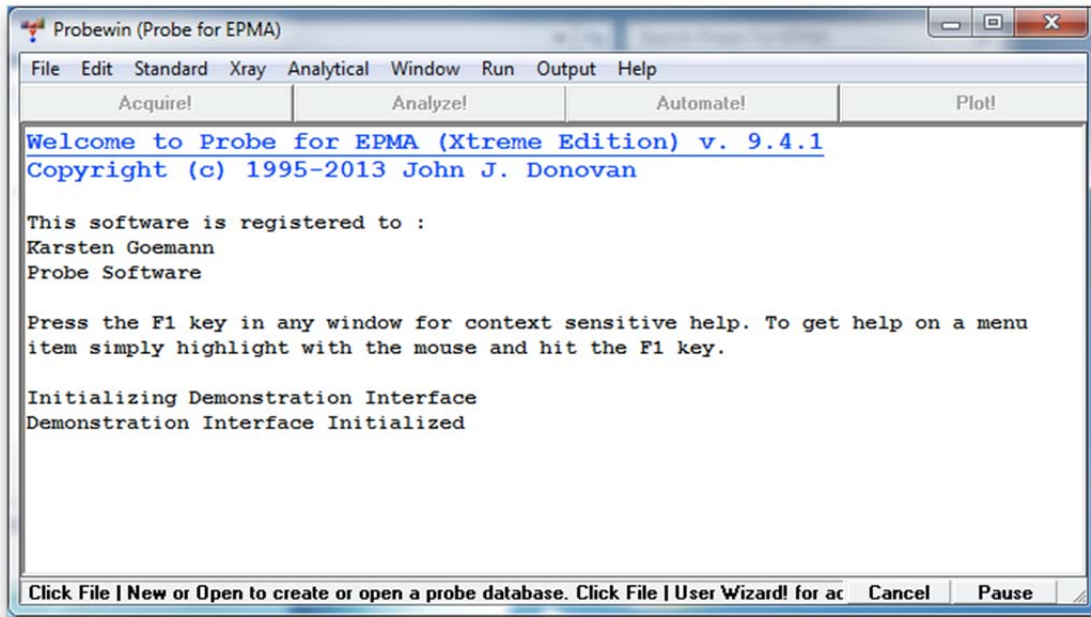 Probewin (Probe for EPMA)
File Edit Standard Xray Analytical Window Run Output Help
Acquire! Analyze! Automate! Plot!
Welcome to Probe for EPMA (Xtreme Edition) v. 9.4.1
Copyright (c) 1995-2013 John J. Donovan
This software is registered to :
Karsten Goemann
Probe Software
Press the F1 key in any window for context sensitive help. To get help on a menu
item simply highlight with the mouse and hit the F1 key.
Initializing Demonstration Interface
Demonstration Interface Initialized
Click File | New or Open to create or open a probe database. Click File | User Wizard! for ac Cancel Pause